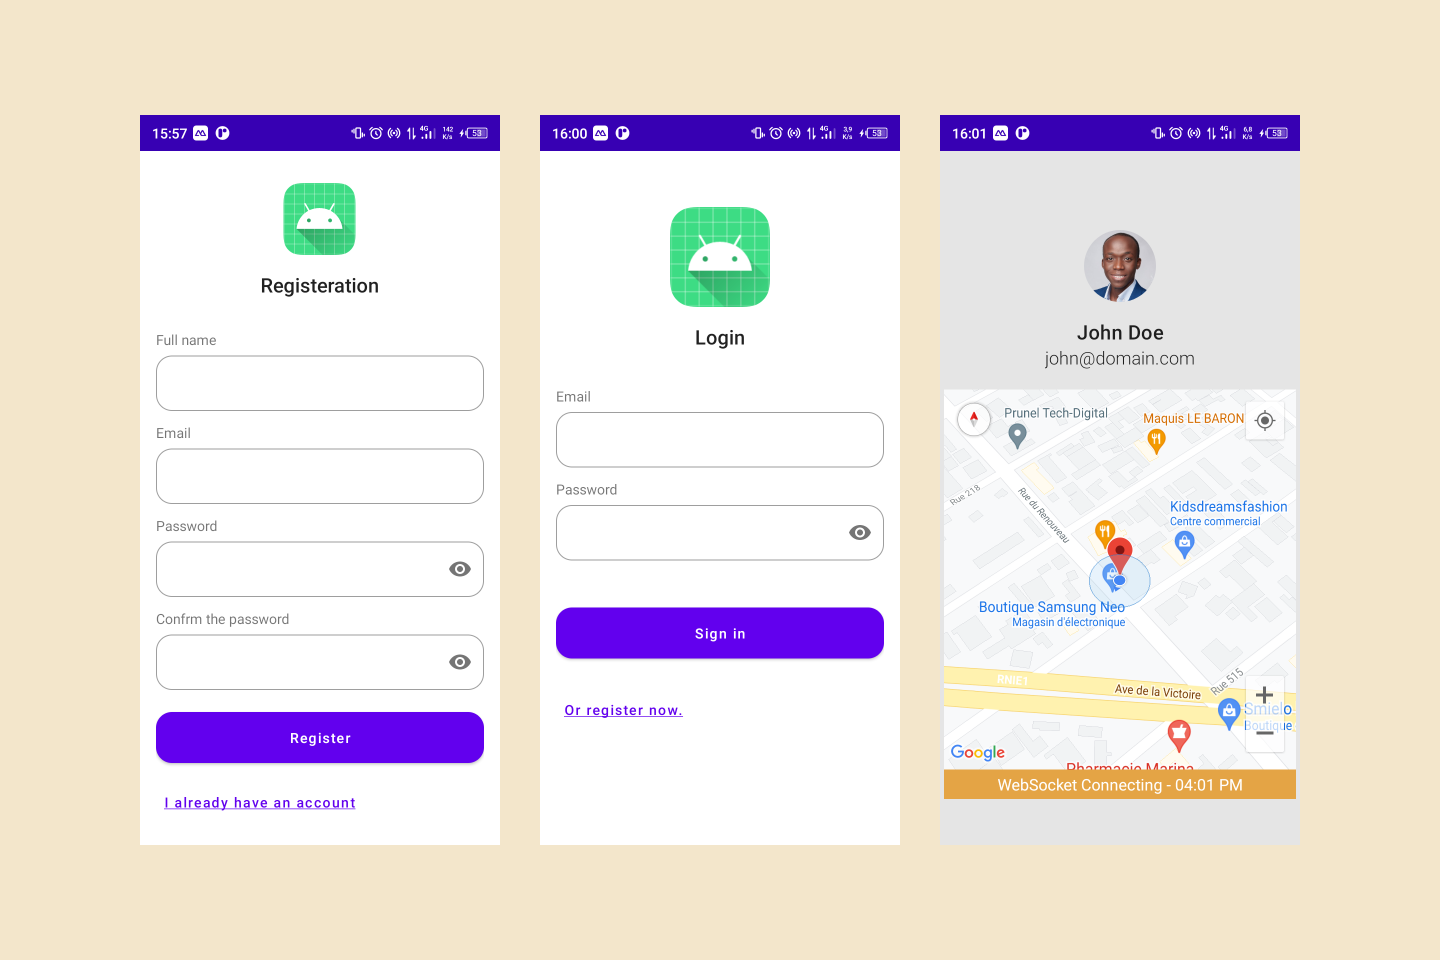 15:57
4G
142
K/s
53
Registeration
Full name
Email
Password
Confrm the password
Register
I already have an account
16:00
4G
3,9
K/s
53
Login
Email
Password
Sign in
Or register now.
16:01
4G
6,8
K/s
53
John Doe
john@domain.com
Prunel Tech-Digital
Maquis LE BARON
Rue 218
Rue du Renouveau
Kidsdreamsfashion
Centre commercial
Boutique Samsung Neo
Magasin d'électronique
RNIE1
Ave de la Victoire
Rue 515
Smielo
Boutique
Google
Pharmacie Marina
WebSocket Connecting - 04:01 PM